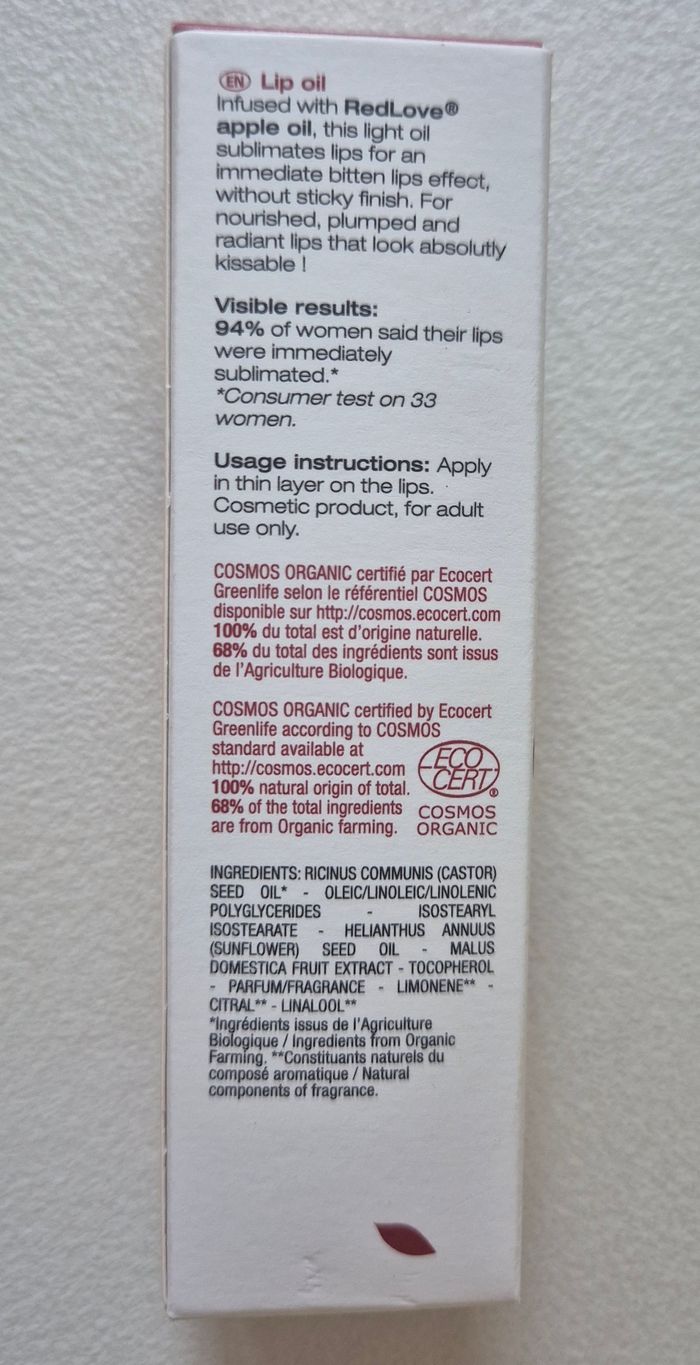 EN Lip oil
Infused with RedLove®
apple oil, this light oil
sublimates lips for an
immediate bitten lips effect,
without sticky finish. For
nourished, plumped and
radiant lips that look absolutly
kissable !
Visible results:
94% of women said their lips
were immediately
sublimated.*
*Consumer test on 33
women.
Usage instructions: Apply
in thin layer on the lips.
Cosmetic product, for adult
use only.
COSMOS ORGANIC certifié par Ecocert
Greenlife selon le référentiel COSMOS
disponible sur http://cosmos.ecocert.com
100% du total est d'origine naturelle.
68% du total des ingrédients sont issus
de l'Agriculture Biologique.
COSMOS ORGANIC certified by Ecocert
Greenlife according to COSMOS
standard available at
http://cosmos.ecocert.com
100% natural origin of total.
68% of the total ingredients
are from Organic farming.
ECO
CERT®
COSMOS
ORGANIC
INGREDIENTS: RICINUS COMMUNIS (CASTOR)
SEED OIL* - OLEIC/LINOLEIC/LINOLENIC
POLYGLYCERIDES - ISOSTEARYL
ISOSTEARATE - HELIANTHUS ANNUUS
(SUNFLOWER) SEED OIL - MALUS
DOMESTICA FRUIT EXTRACT - TOCOPHEROL
- PARFUM/FRAGRANCE - LIMONENE** -
CITRAL** - LINALOOL**
*Ingrédients issus de l'Agriculture
Biologique / Ingredients from Organic
Farming. **Constituants naturels du
composé aromatique / Natural
components of fragrance.